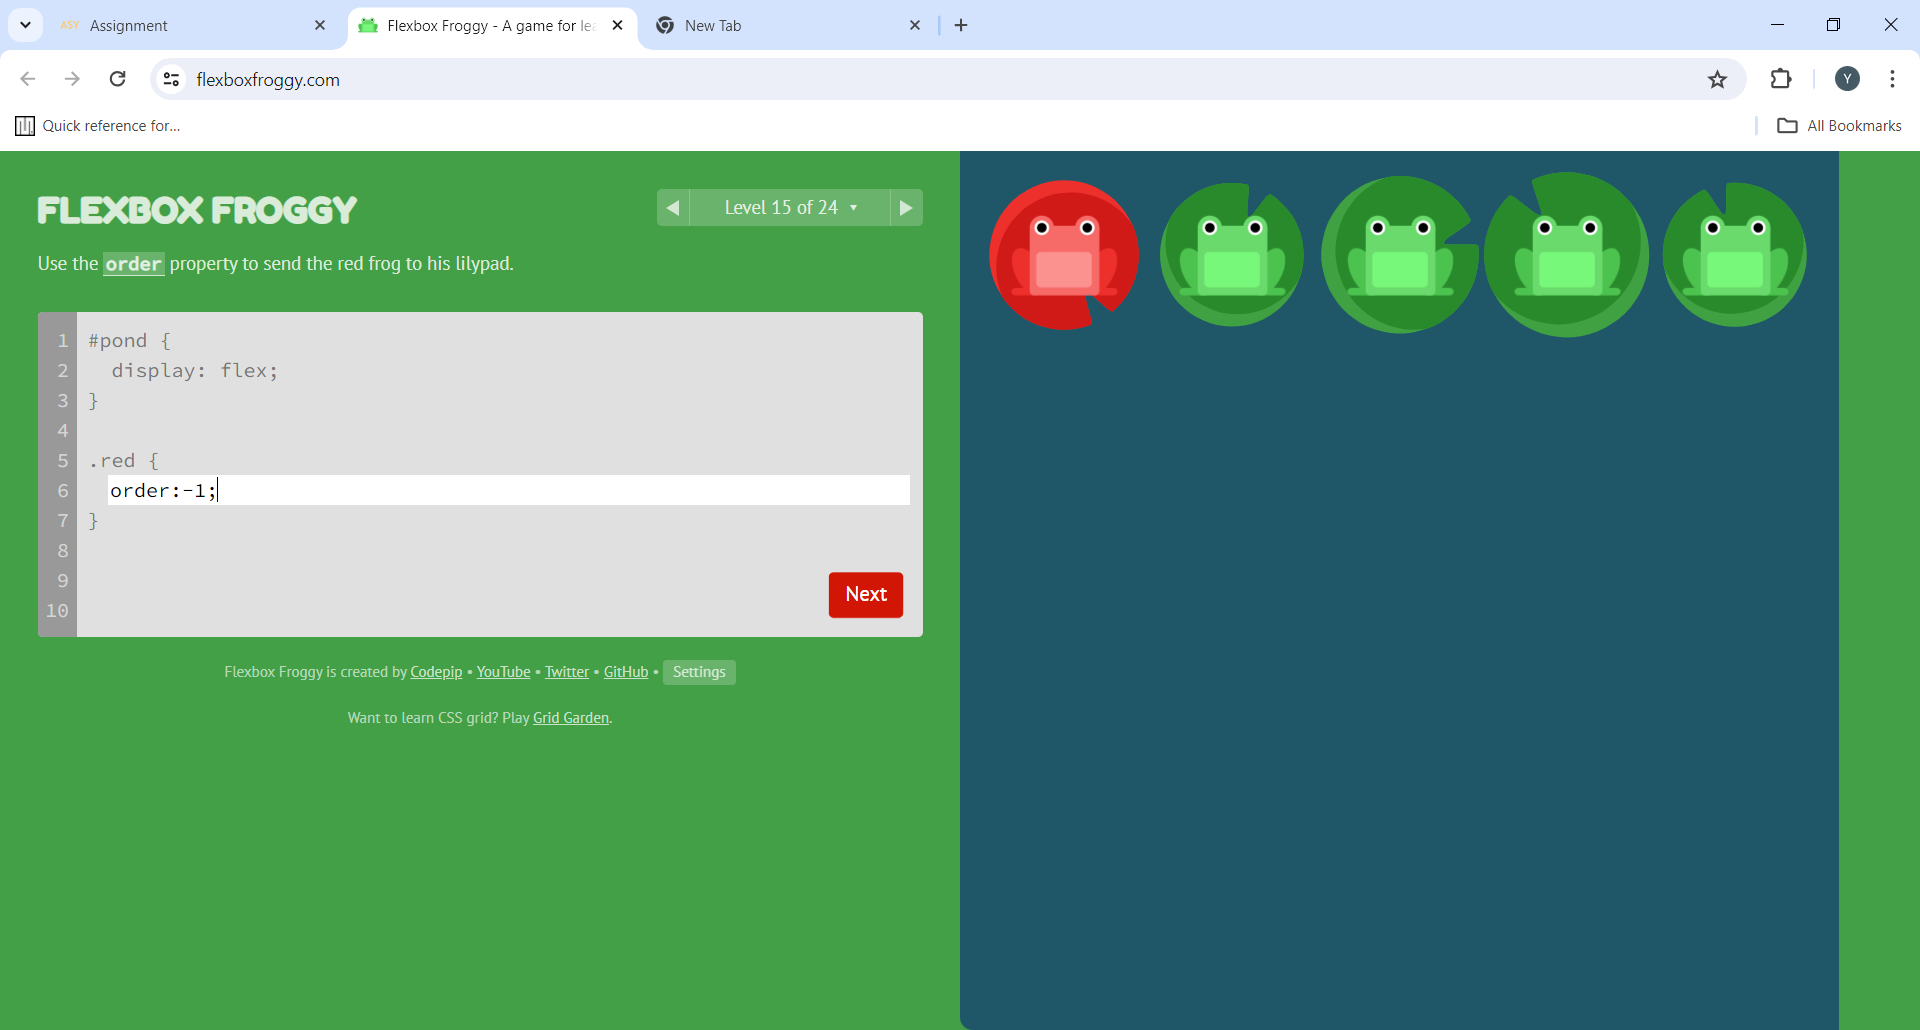 ASY Assignment
Flexbox Froggy - A game for lea
New Tab
flexboxfroggy.com
Y
Quick reference for...
All Bookmarks
FLEXBOX FROGGY
Level 15 of 24
Use the order property to send the red frog to his lilypad.
1 #pond {
2 display: flex;
3 }
4
5 .red {
6 order:-1;
7 }
8
9
10
Next
Flexbox Froggy is created by Codepip • YouTube • Twitter • GitHub • Settings
Want to learn CSS grid? Play Grid Garden.